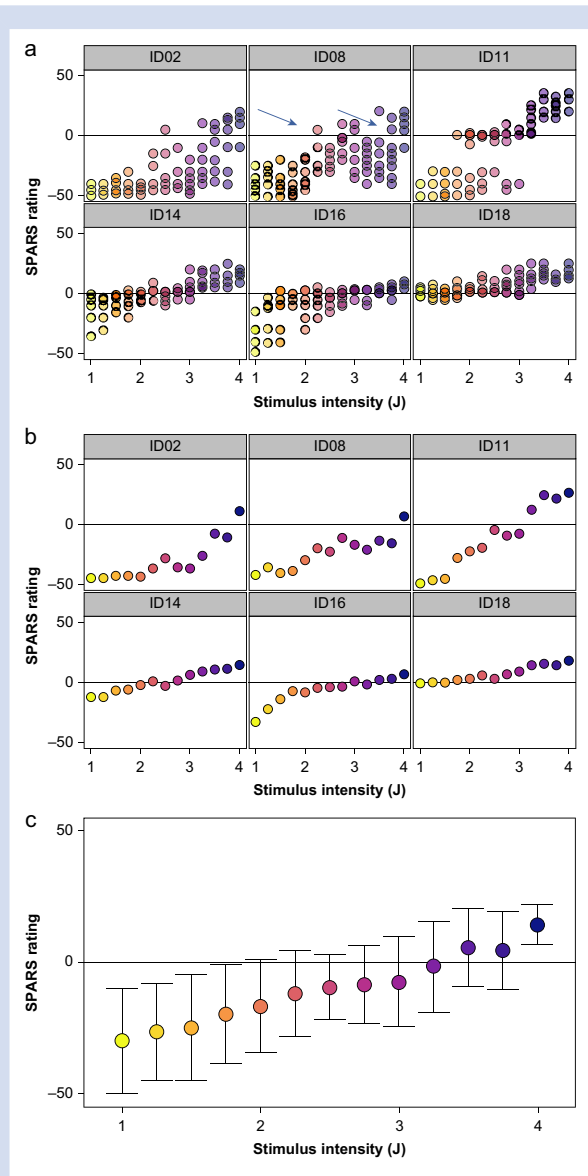 a
ID02 ID08 ID11
50
0
–50
ID14 ID16 ID18
50
0
–50
1 2 3 4 1 2 3 4 1 2 3 4
SPARS rating
Stimulus intensity (J)
b
ID02 ID08 ID11
50
0
–50
ID14 ID16 ID18
50
0
–50
1 2 3 4 1 2 3 4 1 2 3 4
SPARS rating
Stimulus intensity (J)
c
50
0
–50
1 2 3 4
SPARS rating
Stimulus intensity (J)